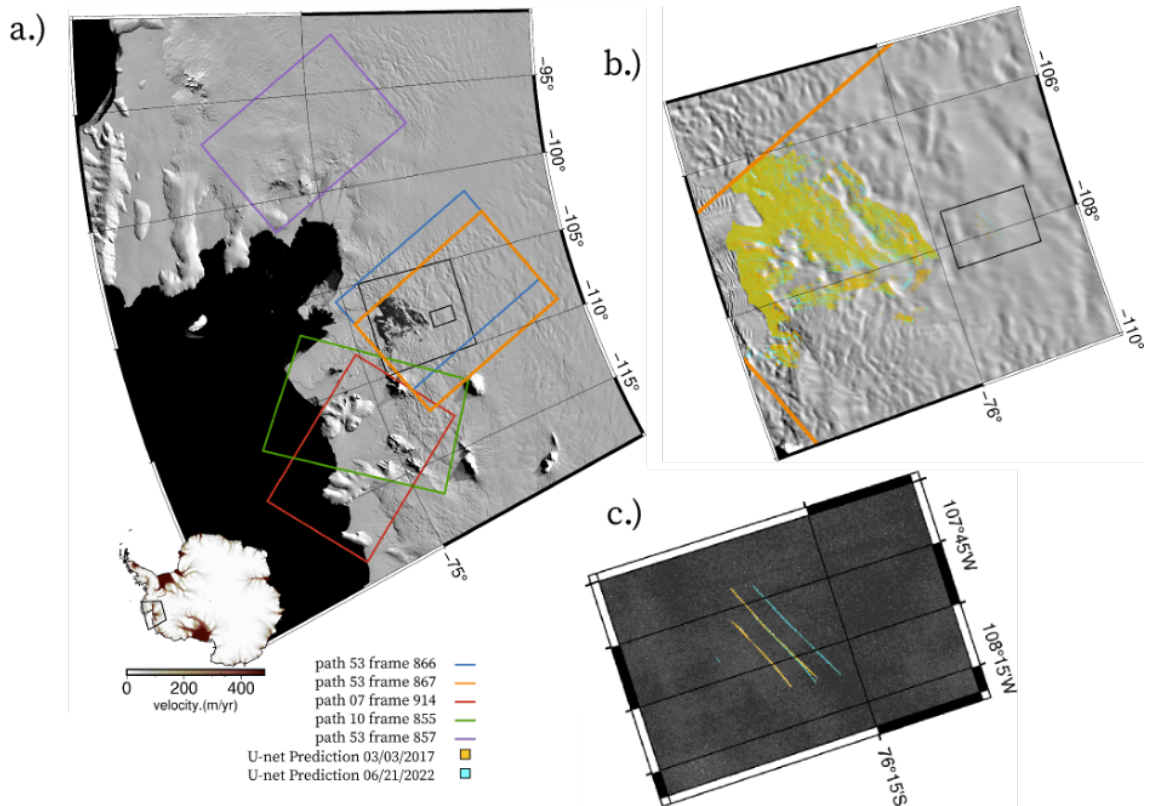 a.)
−95°
−100°
−105°
−110°
−115°
−75°
0 200 400
velocity.(m/yr)
path 53 frame 866
path 53 frame 867
path 07 frame 914
path 10 frame 855
path 53 frame 857
U-net Prediction 03/03/2017
U-net Prediction 06/21/2022
b.)
−106°
−108°
−110°
−76°
c.)
107°45'W
108°15'W
76°15'S